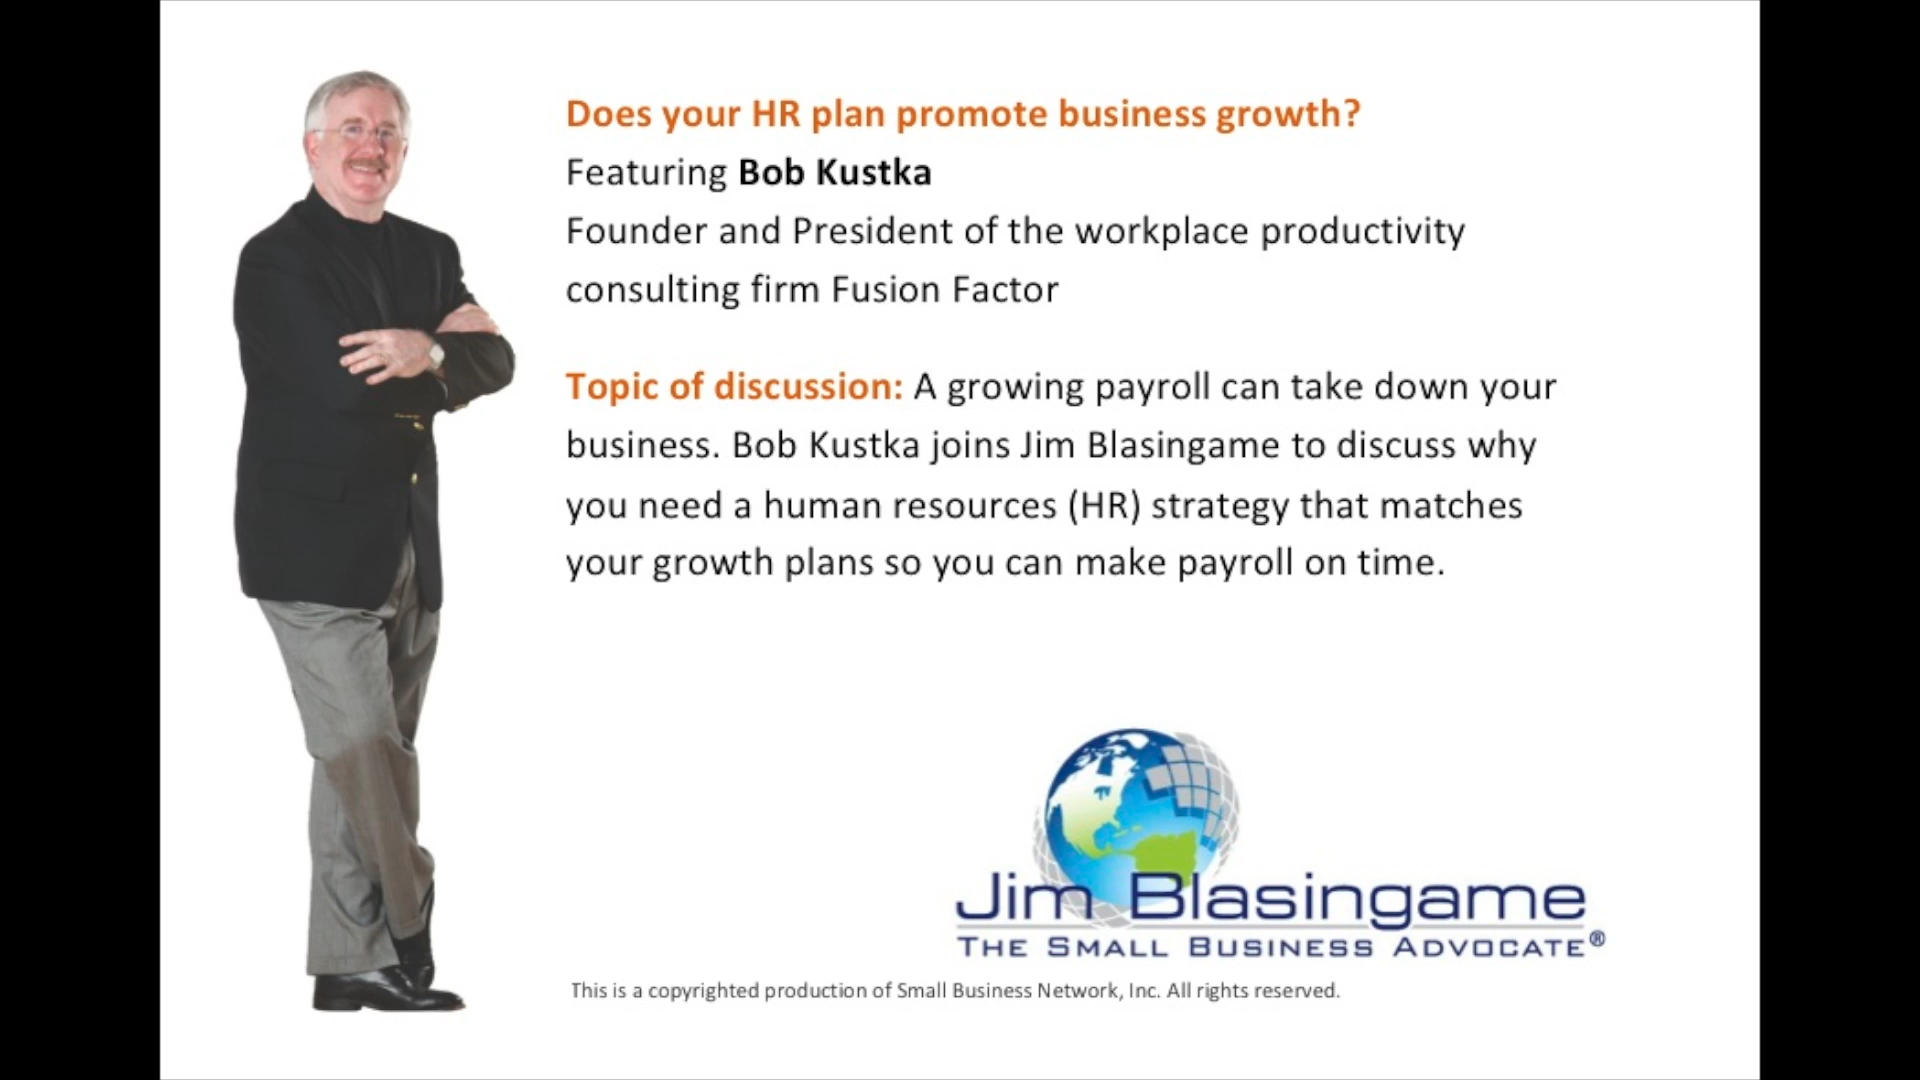 Does your HR plan promote business growth?
Featuring Bob Kustka
Founder and President of the workplace productivity
consulting firm Fusion Factor
Topic of discussion: A growing payroll can take down your
business. Bob Kustka joins Jim Blasingame to discuss why
you need a human resources (HR) strategy that matches
your growth plans so you can make payroll on time.
Jim Blasingame
THE SMALL BUSINESS ADVOCATE®
This is a copyrighted production of Small Business Network, Inc. All rights reserved.